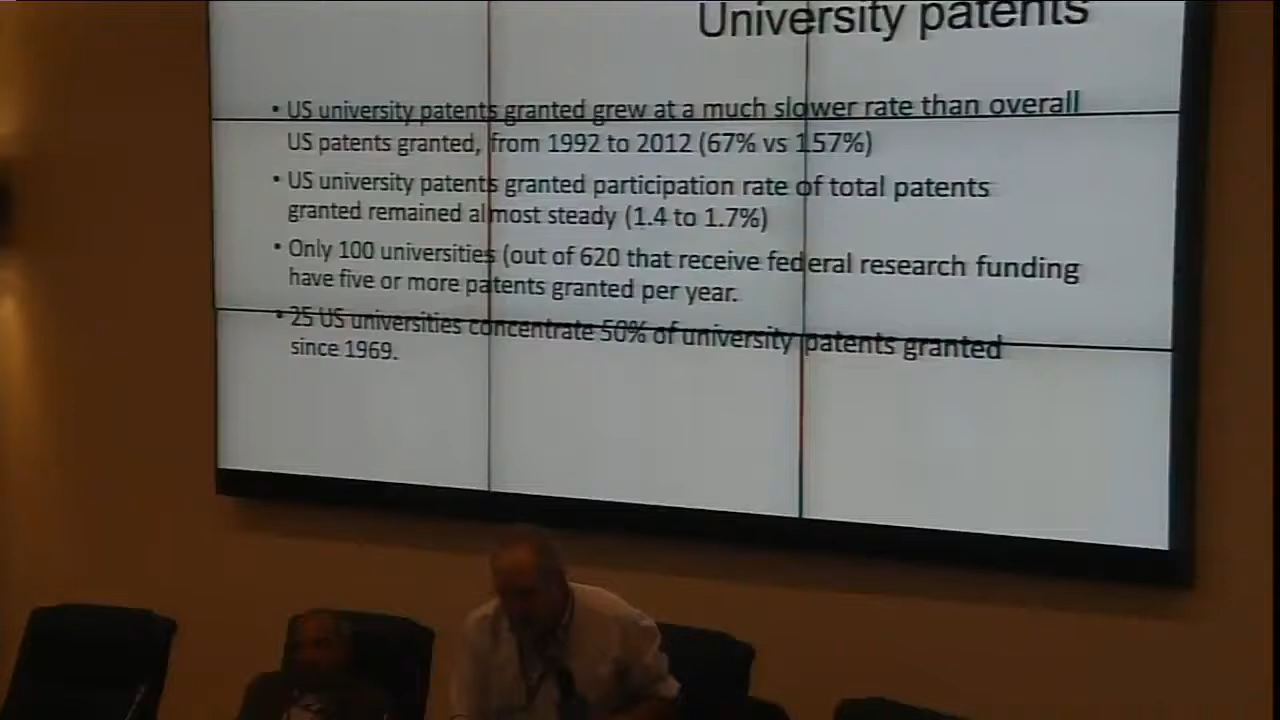 University patents
• US university patents granted grew at a much slower rate than overall
US patents granted, from 1992 to 2012 (67% vs 157%)
• US university patents granted participation rate of total patents
granted remained almost steady (1.4 to 1.7%)
• Only 100 universities (out of 620 that receive federal research funding
have five or more patents granted per year.
• 25 US universities concentrate 50% of university patents granted
since 1969.